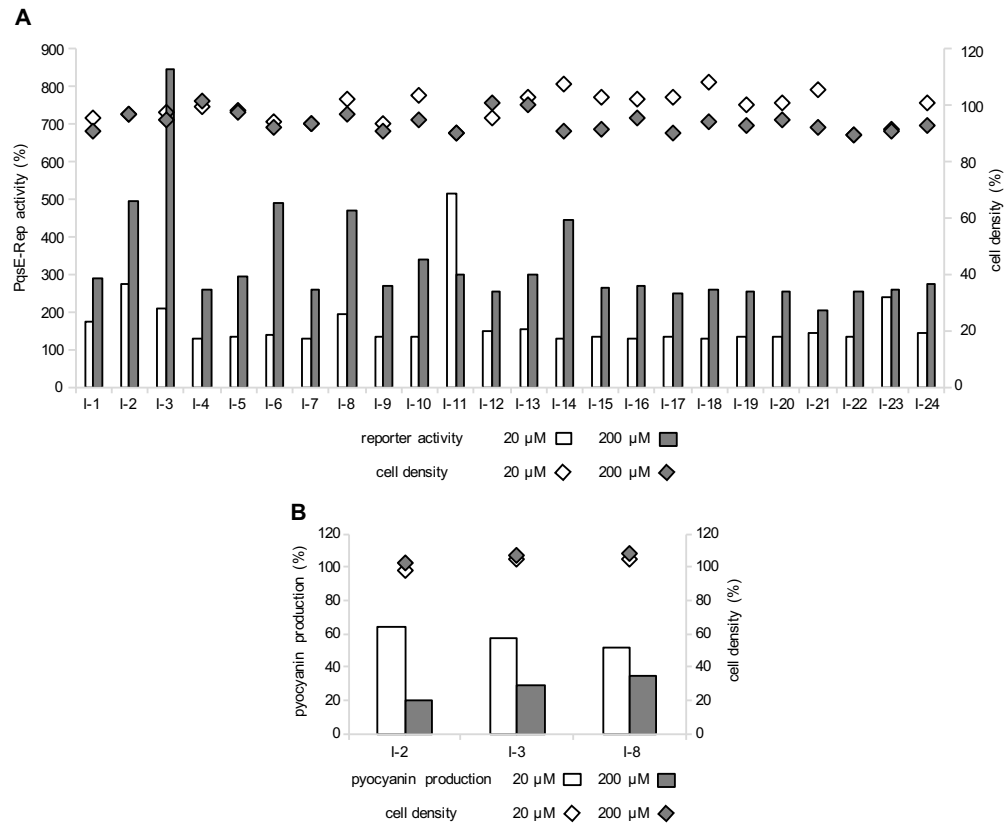 A
PqsE-Rep activity (%)
900
800
700
600
500
400
300
200
100
0
120
100
80
60
40
20
0
cell density (%)
I-1 I-2 I-3 I-4 I-5 I-6 I-7 I-8 I-9 I-10 I-11 I-12 I-13 I-14 I-15 I-16 I-17 I-18 I-19 I-20 I-21 I-22 I-23 I-24
reporter activity 20 µM 200 µM
cell density 20 µM 200 µM
B
pyocyanin production (%)
120
100
80
60
40
20
0
120
100
80
60
40
20
0
cell density (%)
I-2 I-3 I-8
pyocyanin production 20 µM 200 µM
cell density 20 µM 200 µM